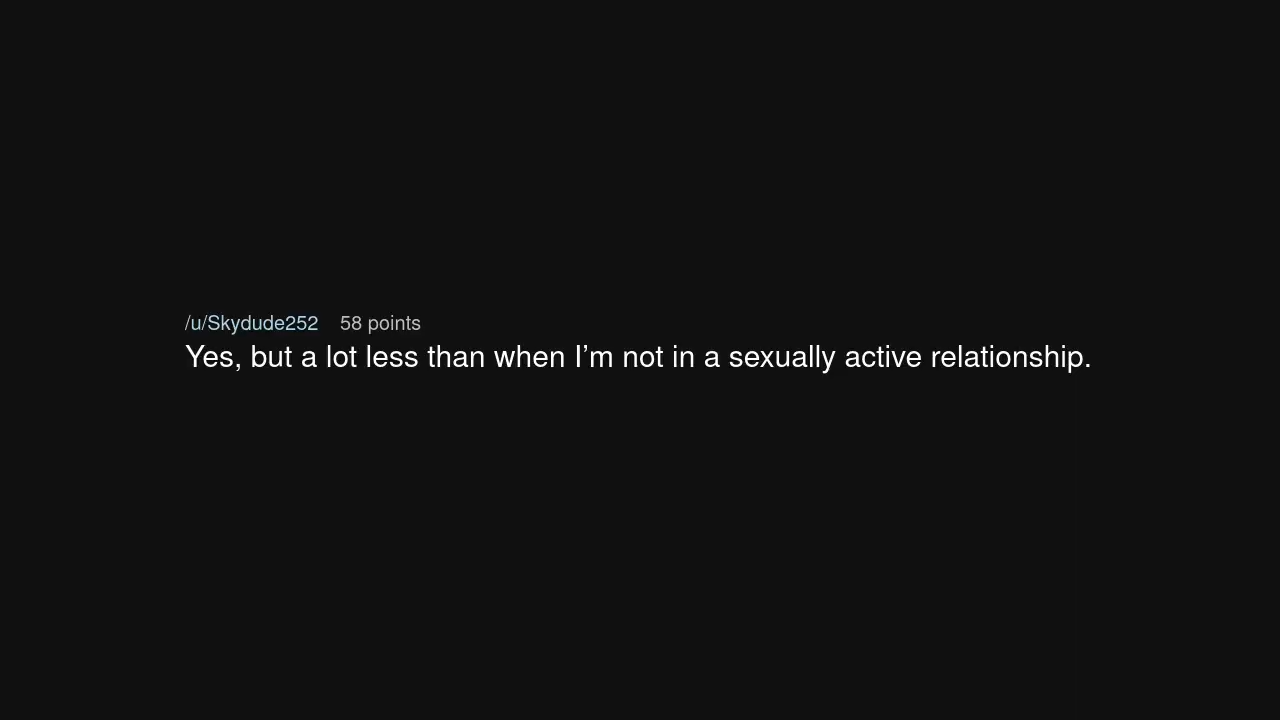 /u/Skydude252 58 points
Yes, but a lot less than when I’m not in a sexually active relationship.